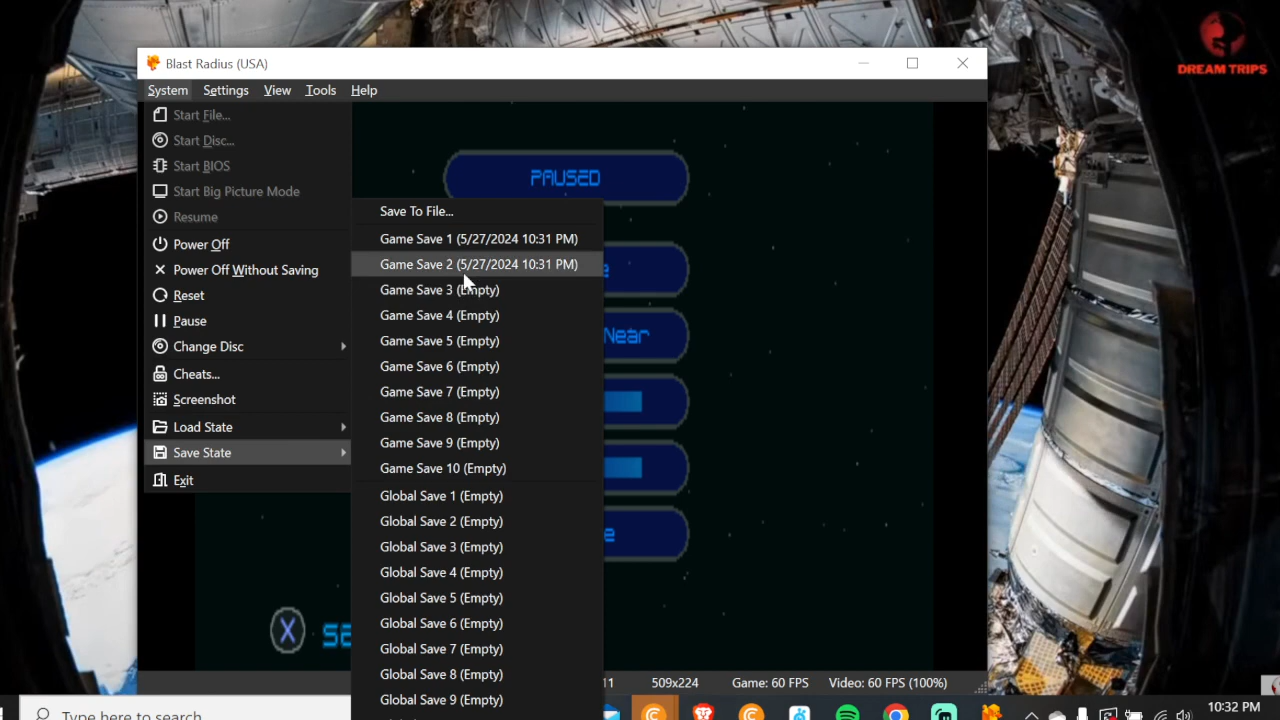 DREAM TRIPS
Blast Radius (USA)
System Settings View Tools Help
Start File...
Start Disc...
Start BIOS
Start Big Picture Mode
Resume
Power Off
Power Off Without Saving
Reset
Pause
Change Disc
Cheats...
Screenshot
Load State
Save State
Exit
PAUSED
Near
Save To File...
Game Save 1 (5/27/2024 10:31 PM)
Game Save 2 (5/27/2024 10:31 PM)
Game Save 3 (Empty)
Game Save 4 (Empty)
Game Save 5 (Empty)
Game Save 6 (Empty)
Game Save 7 (Empty)
Game Save 8 (Empty)
Game Save 9 (Empty)
Game Save 10 (Empty)
Global Save 1 (Empty)
Global Save 2 (Empty)
Global Save 3 (Empty)
Global Save 4 (Empty)
Global Save 5 (Empty)
Global Save 6 (Empty)
Global Save 7 (Empty)
Global Save 8 (Empty)
Global Save 9 (Empty)
X
11 509x224 Game: 60 FPS Video: 60 FPS (100%)
Type here to search
10:32 PM